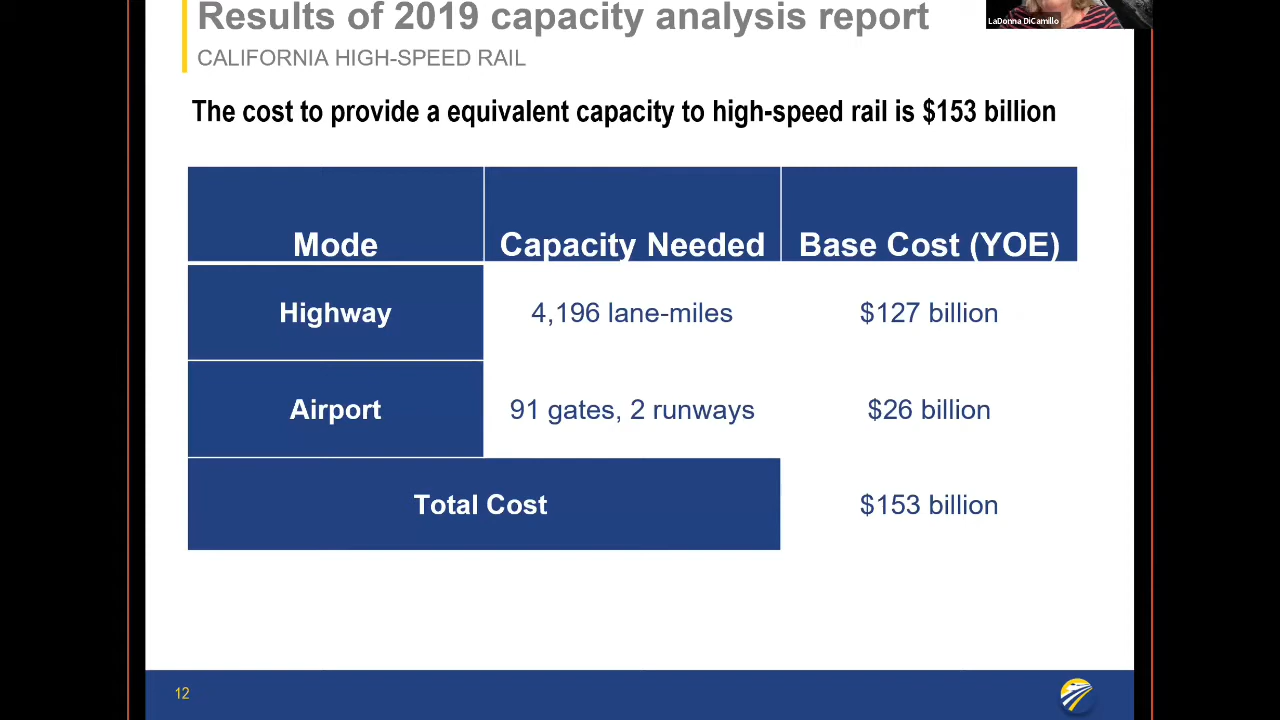 Results of 2019 capacity analysis report
LaDonna DiCamillo
CALIFORNIA HIGH-SPEED RAIL
The cost to provide a equivalent capacity to high-speed rail is $153 billion
Mode Capacity Needed Base Cost (YOE)
Highway 4,196 lane-miles $127 billion
Airport 91 gates, 2 runways $26 billion
Total Cost $153 billion
12